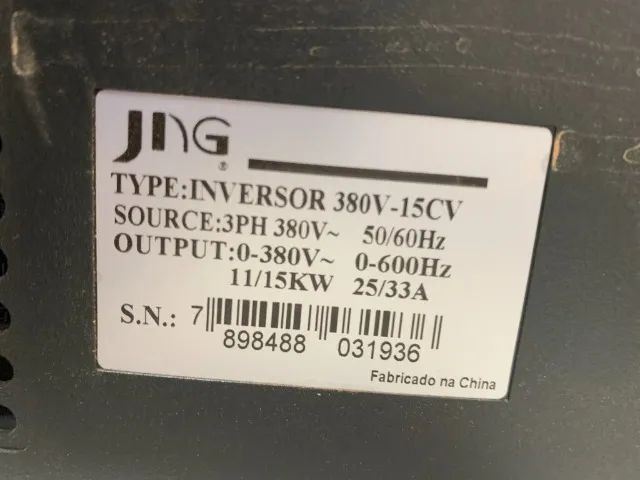 JNG
®
TYPE:INVERSOR 380V-15CV
SOURCE:3PH 380V~ 50/60Hz
OUTPUT:0-380V~ 0-600Hz
11/15KW 25/33A
S.N.: 7 898488 031936
Fabricado na China